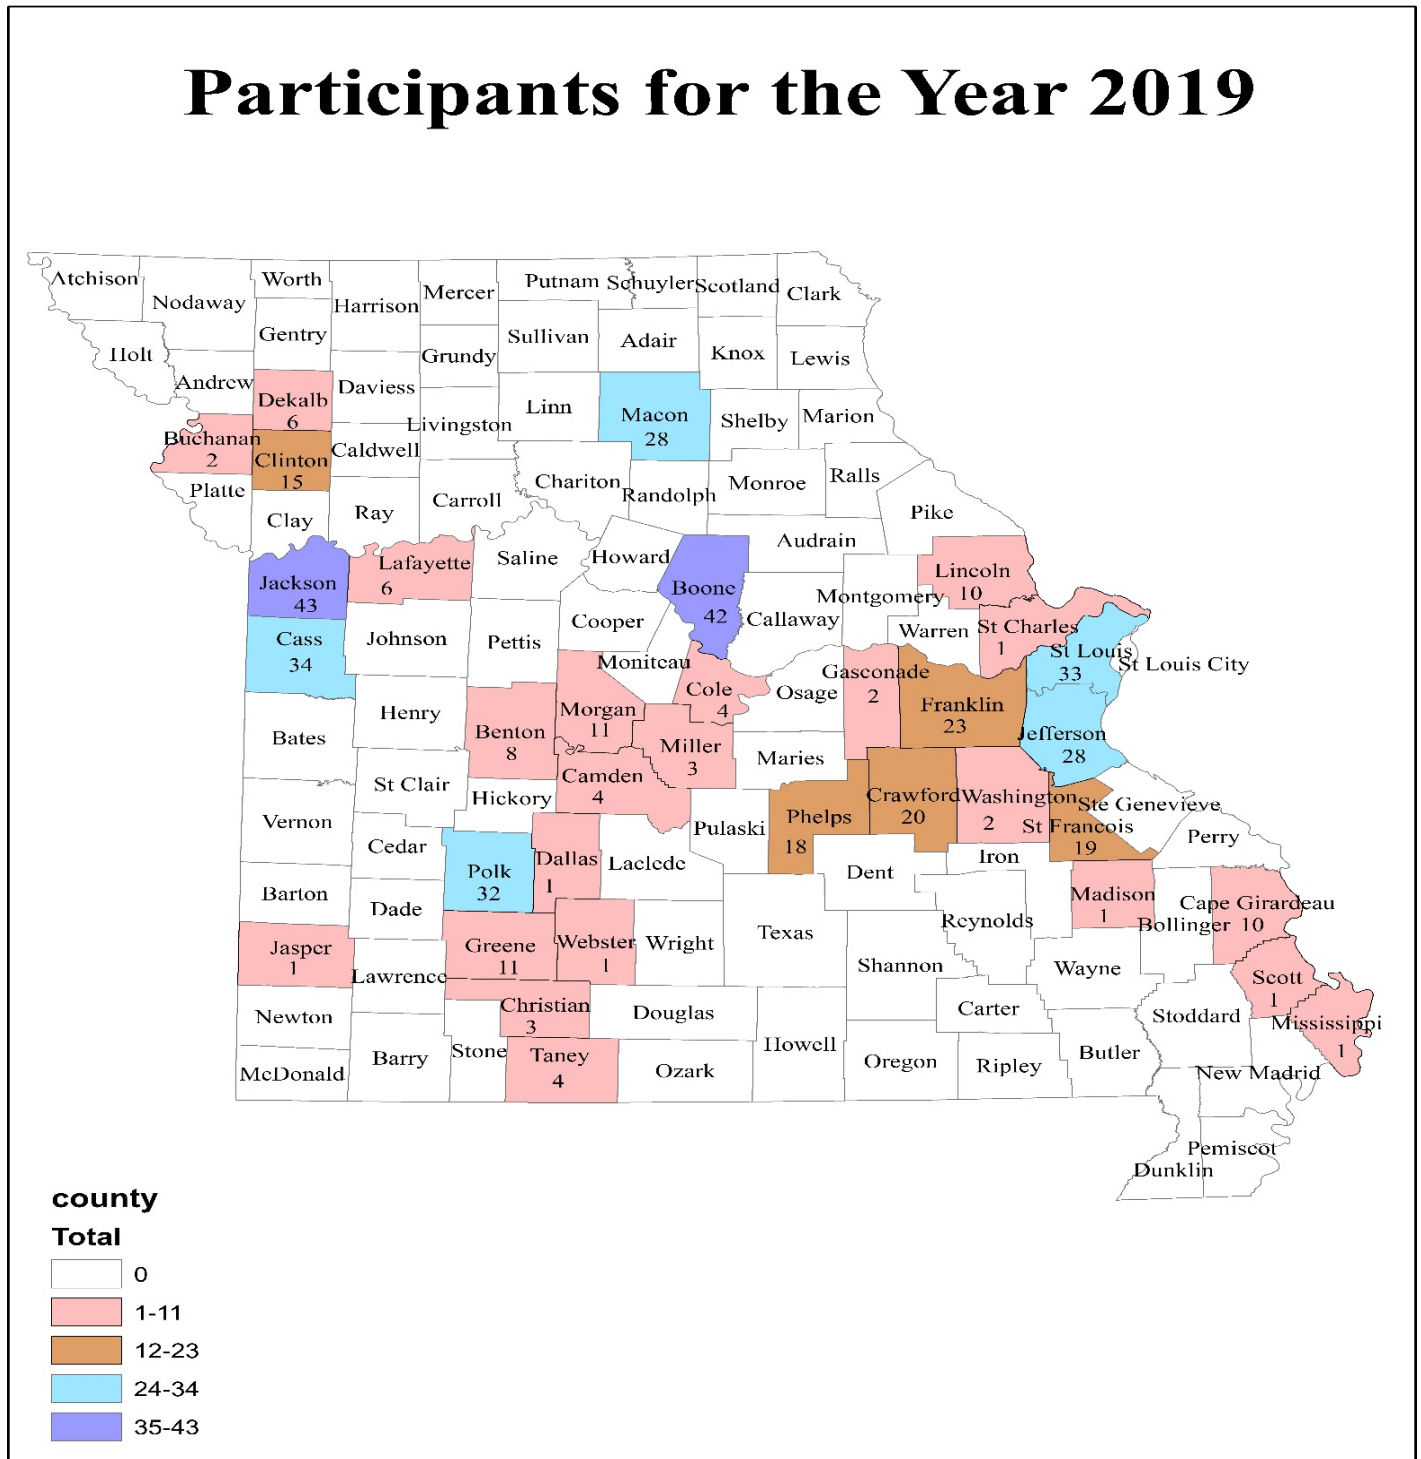 Participants for the Year 2019
Atchison
Nodaway
Worth
Harrison
Mercer
Putnam
Schuyler
Scotland
Clark
Holt
Gentry
Grundy
Sullivan
Adair
Knox
Lewis
Andrew
Dekalb
6
Daviess
Livingston
Linn
Macon
28
Shelby
Marion
Buchanan
2
Clinton
15
Caldwell
Platte
Clay
Ray
Carroll
Chariton
Randolph
Monroe
Ralls
Pike
Audrain
Jackson
43
Lafayette
6
Saline
Howard
Boone
42
Callaway
Montgomery
Lincoln
10
Warren
St Charles
1
St Louis
33
St Louis City
Cass
34
Johnson
Pettis
Cooper
Moniteau
Cole
4
Osage
Gasconade
2
Franklin
23
Jefferson
28
Bates
Henry
Benton
8
Morgan
11
Miller
3
Maries
Camden
4
St Clair
Hickory
Vernon
Cedar
Pulaski
Phelps
18
Crawford
20
Washington
2
Ste Genevieve
St Francois
19
Perry
Polk
32
Dallas
1
Laclede
Dent
Iron
Barton
Dade
Madison
1
Bollinger
Cape Girardeau
10
Jasper
1
Lawrence
Greene
11
Webster
1
Wright
Texas
Shannon
Reynolds
Wayne
Scott
1
Mississippi
1
Newton
Christian
3
Douglas
Howell
Carter
Stoddard
McDonald
Barry
Stone
Taney
4
Ozark
Oregon
Ripley
Butler
New Madrid
Pemiscot
Dunklin
county
Total
0
1-11
12-23
24-34
35-43